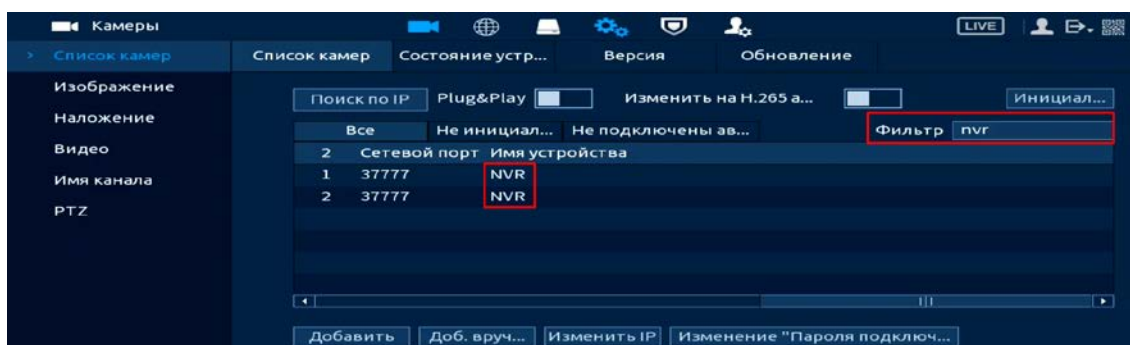 Камеры LIVE
> Список камер Список камер Состояние устр... Версия Обновление
Изображение
Поиск по IP Plug&Play Изменить на H.265 а... Инициал...
Наложение
Все Не инициал... Не подключены ав... Фильтр nvr
Видео
2 Сетевой порт Имя устройства
Имя канала
1 37777 NVR
2 37777 NVR
PTZ
Добавить Доб. вруч... Изменить IP Изменение "Пароля подключ...